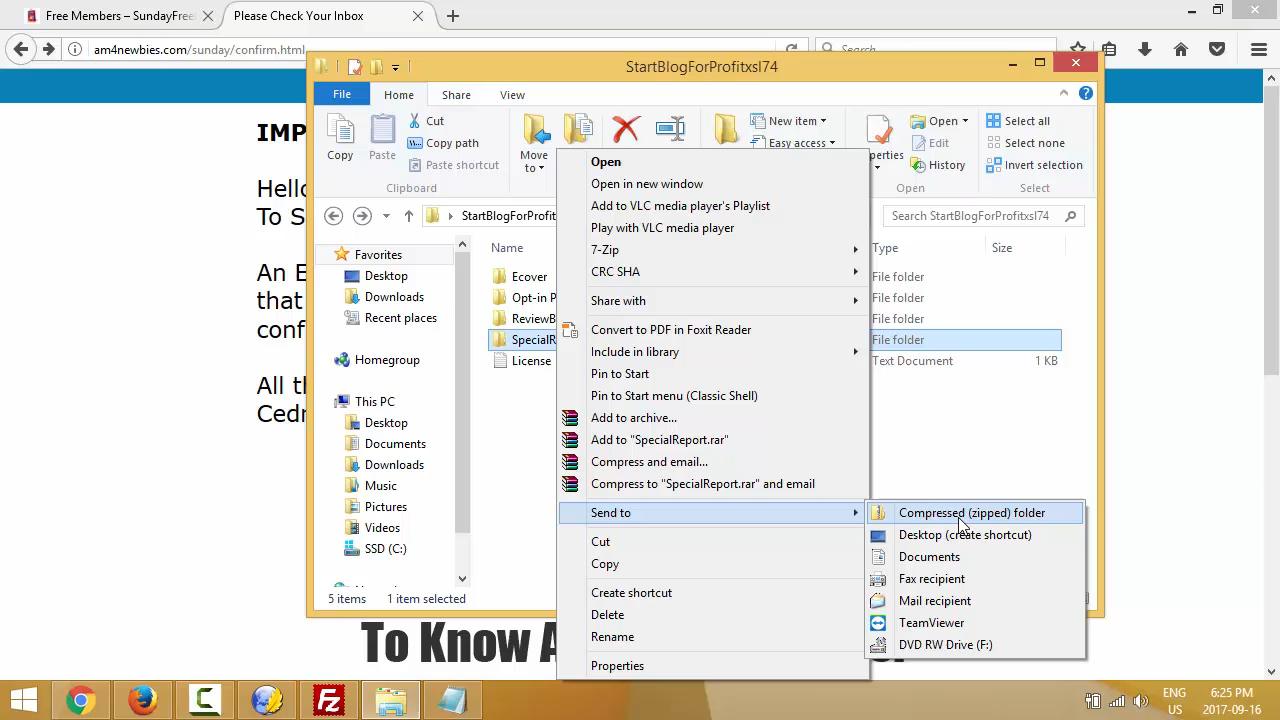 Free Members – SundayFree
Please Check Your Inbox
am4newbies.com/sunday/confirm.html
Search
StartBlogForProfitxsl74
File
Home
Share
View
Copy
Paste
Cut
Copy path
Paste shortcut
Clipboard
Move
to
New item
Easy access
Open
Edit
History
Open
Select all
Select none
Invert selection
Select
StartBlogForProfit
Search StartBlogForProfitxsl74
Favorites
Desktop
Downloads
Recent places
Homegroup
This PC
Desktop
Documents
Downloads
Music
Pictures
Videos
SSD (C:)
Name
Type
Size
Ecover
File folder
Opt-in P
File folder
ReviewB
File folder
SpecialR
File folder
License
Text Document
1 KB
5 items
1 item selected
Open
Open in new window
Add to VLC media player's Playlist
Play with VLC media player
7-Zip
CRC SHA
Share with
Convert to PDF in Foxit Reader
Include in library
Pin to Start
Pin to Start menu (Classic Shell)
Add to archive...
Add to "SpecialReport.rar"
Compress and email...
Compress to "SpecialReport.rar" and email
Send to
Cut
Copy
Create shortcut
Delete
Rename
Properties
Compressed (zipped) folder
Desktop (create shortcut)
Documents
Fax recipient
Mail recipient
TeamViewer
DVD RW Drive (F:)
IMP
Hello
To S
An E
that
conf
All th
Cedr
To Know A
ENG
US
6:25 PM
2017-09-16